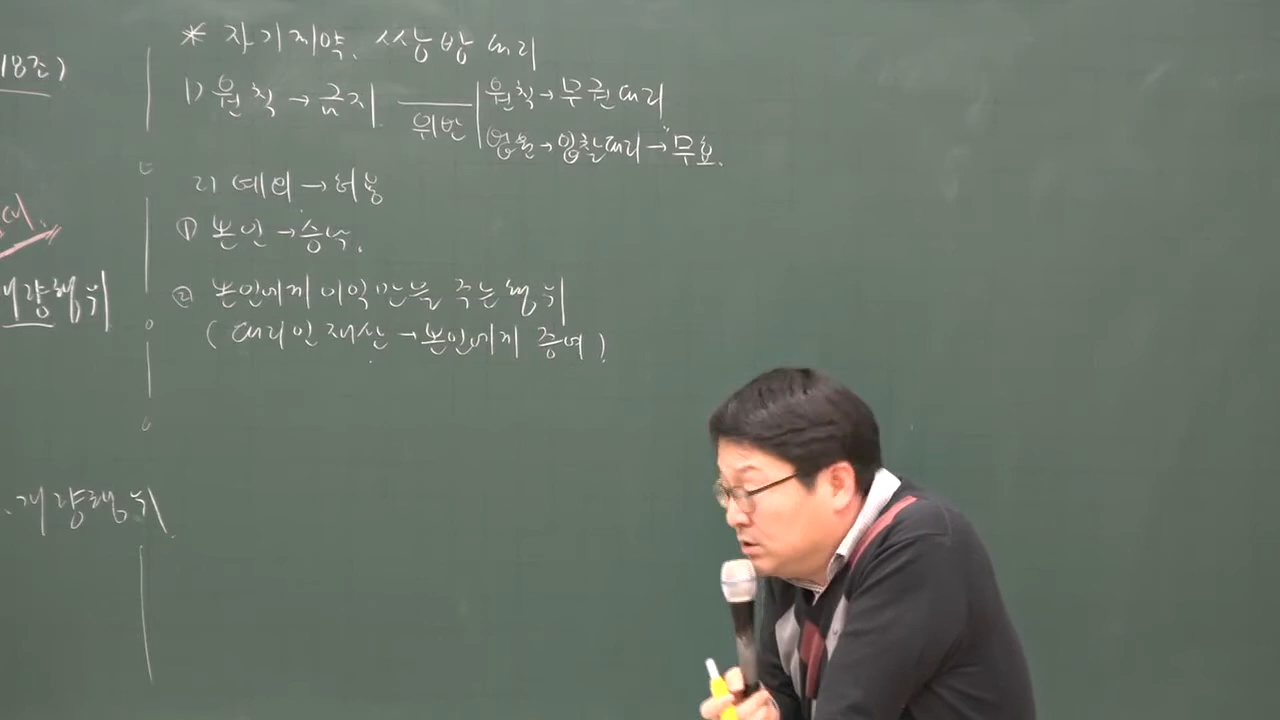 18조)
* 자기계약, 쌍방대리
1) 원칙→금지 위반 원칙→무권대리
법원→입찰대리→"무효.
2) 예외→허용
① 본인→승낙.
② 본인에게 이익만을 주는 행위
(대리인 재산→본인에게 증여)
개량행위
개량행위